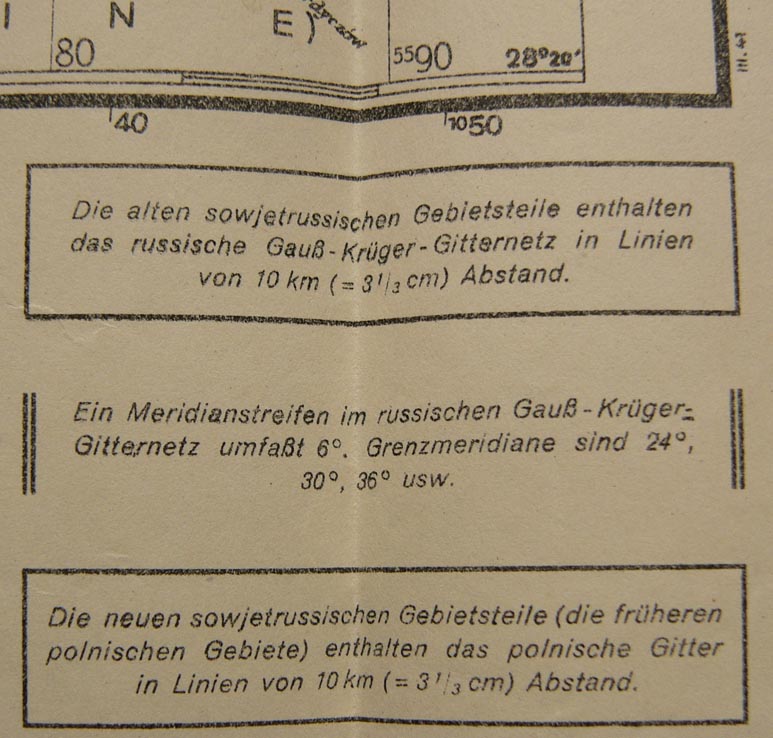 I N E)
80 5590 28°20'
III. 41
40 1050
Die alten sowjetrussischen Gebietsteile enthalten
das russische Gauß-Krüger-Gitternetz in Linien
von 10 km (= 3 1/3 cm) Abstand.
Ein Meridianstreifen im russischen Gauß-Krüger-
Gitternetz umfaßt 6°. Grenzmeridiane sind 24°,
30°, 36° usw.
Die neuen sowjetrussischen Gebietsteile (die früheren
polnischen Gebiete) enthalten das polnische Gitter
in Linien von 10 km (= 3 1/3 cm) Abstand.